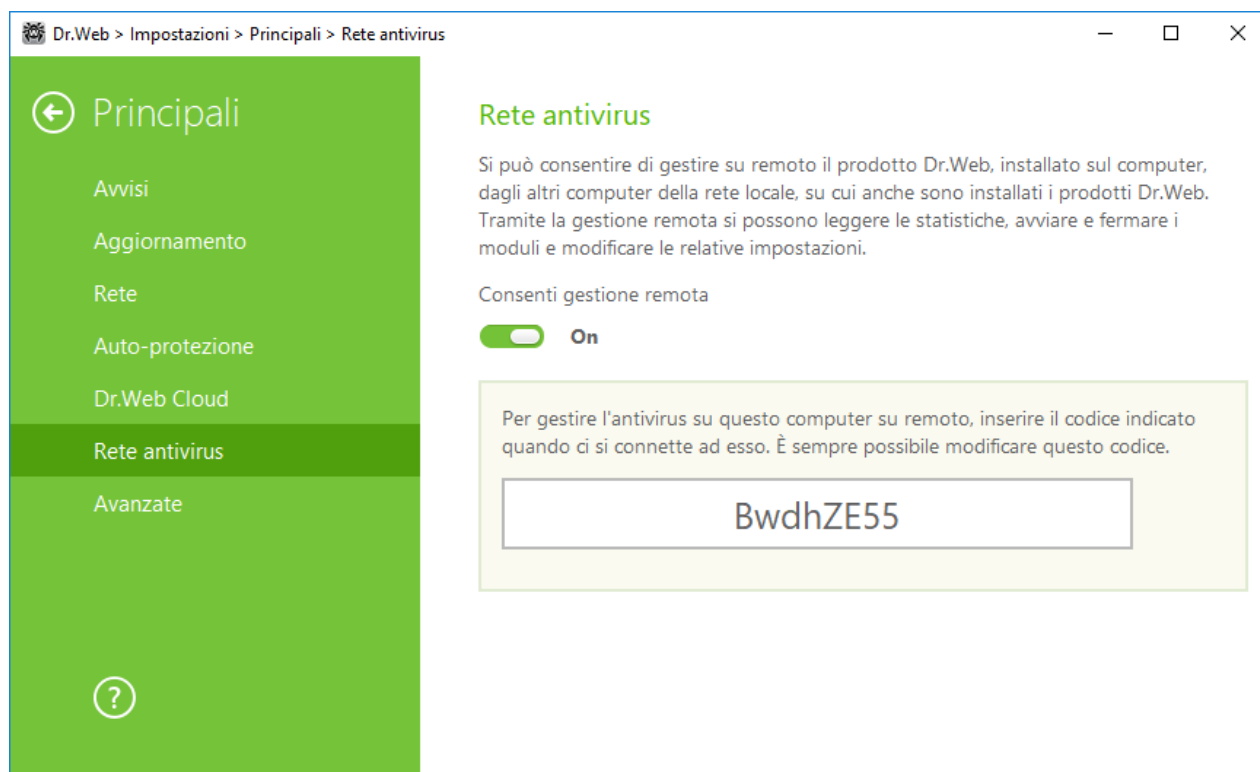 Dr.Web > Impostazioni > Principali > Rete antivirus
Principali
Avvisi
Aggiornamento
Rete
Auto-protezione
Dr.Web Cloud
Rete antivirus
Avanzate
?
Rete antivirus
Si può consentire di gestire su remoto il prodotto Dr.Web, installato sul computer,
dagli altri computer della rete locale, su cui anche sono installati i prodotti Dr.Web.
Tramite la gestione remota si possono leggere le statistiche, avviare e fermare i
moduli e modificare le relative impostazioni.
Consenti gestione remota
On
Per gestire l'antivirus su questo computer su remoto, inserire il codice indicato
quando ci si connette ad esso. È sempre possibile modificare questo codice.
BwdhZE55